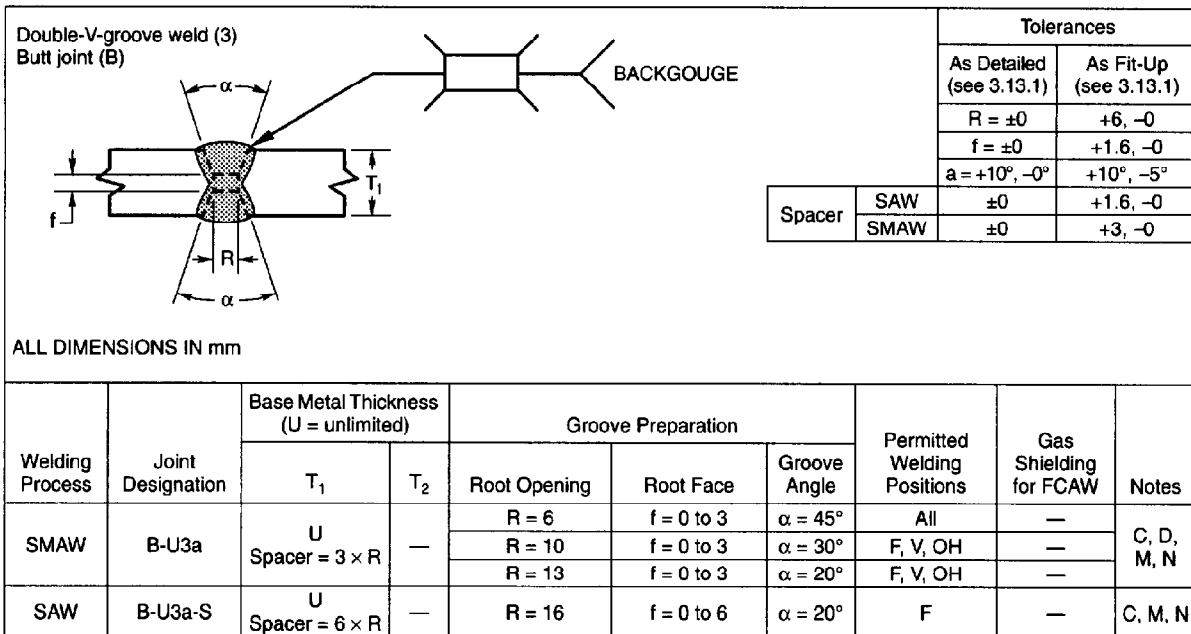 Double-V-groove weld (3)
Butt joint (B)
α
BACKGOUGE
T₁
f
R
α
ALL DIMENSIONS IN mm
Tolerances
As Detailed (see 3.13.1) As Fit-Up (see 3.13.1)
R = ±0 +6, –0
f = ±0 +1.6, –0
a = +10°, –0° +10°, –5°
Spacer SAW ±0 +1.6, –0
SMAW ±0 +3, –0
Welding Process Joint Designation Base Metal Thickness (U = unlimited) Groove Preparation Permitted Welding Positions Gas Shielding for FCAW Notes
T₁ T₂ Root Opening Root Face Groove Angle
SMAW B-U3a U Spacer = 3 × R — R = 6 f = 0 to 3 α = 45° All — C, D, M, N
R = 10 f = 0 to 3 α = 30° F, V, OH —
R = 13 f = 0 to 3 α = 20° F, V, OH —
SAW B-U3a-S U Spacer = 6 × R — R = 16 f = 0 to 6 α = 20° F — C, M, N